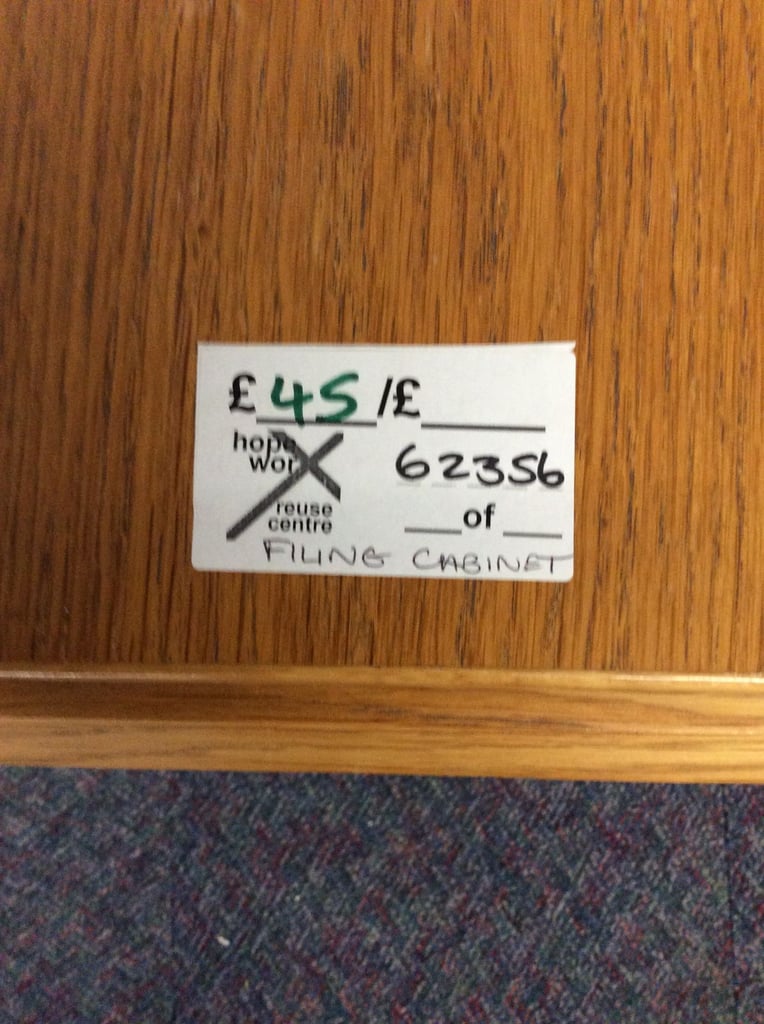 £45/£
hope
wor
62356
reuse
centre
of
FILING CABINET